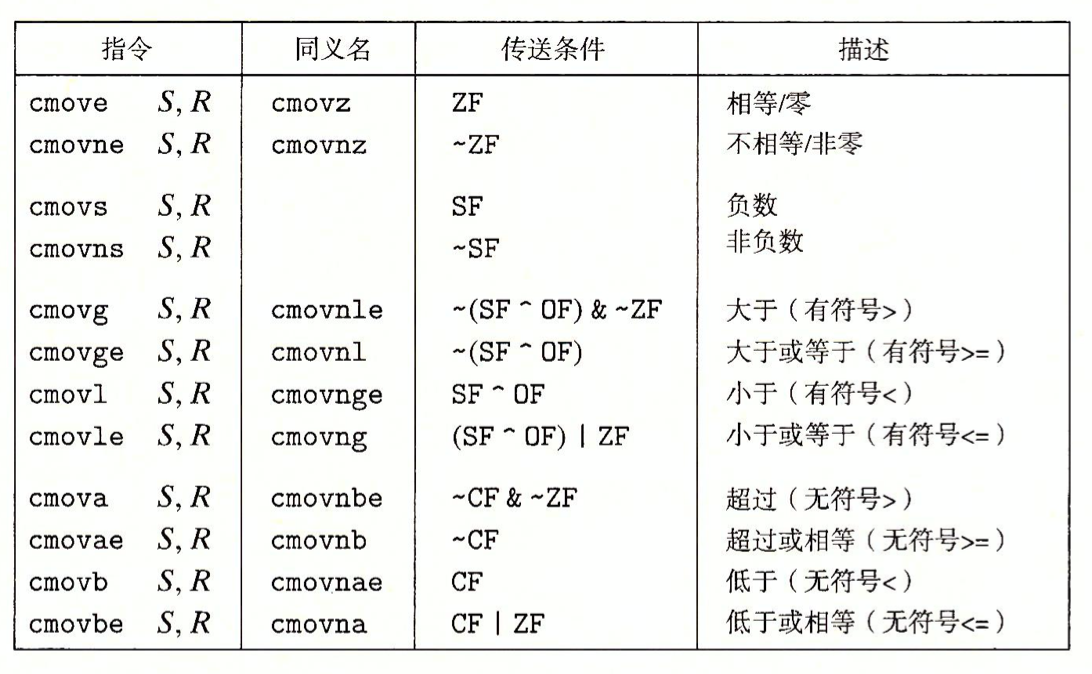 指令 同义名 传送条件 描述
cmove S, R cmovz ZF 相等/零
cmovne S, R cmovnz ~ZF 不相等/非零
cmovs S, R SF 负数
cmovns S, R ~SF 非负数
cmovg S, R cmovnle ~(SF ^ OF) & ~ZF 大于（有符号>）
cmovge S, R cmovnl ~(SF ^ OF) 大于或等于（有符号>=）
cmovl S, R cmovnge SF ^ OF 小于（有符号<）
cmovle S, R cmovng (SF ^ OF) | ZF 小于或等于（有符号<=）
cmova S, R cmovnbe ~CF & ~ZF 超过（无符号>）
cmovae S, R cmovnb ~CF 超过或相等（无符号>=）
cmovb S, R cmovnae CF 低于（无符号<）
cmovbe S, R cmovna CF | ZF 低于或相等（无符号<=）